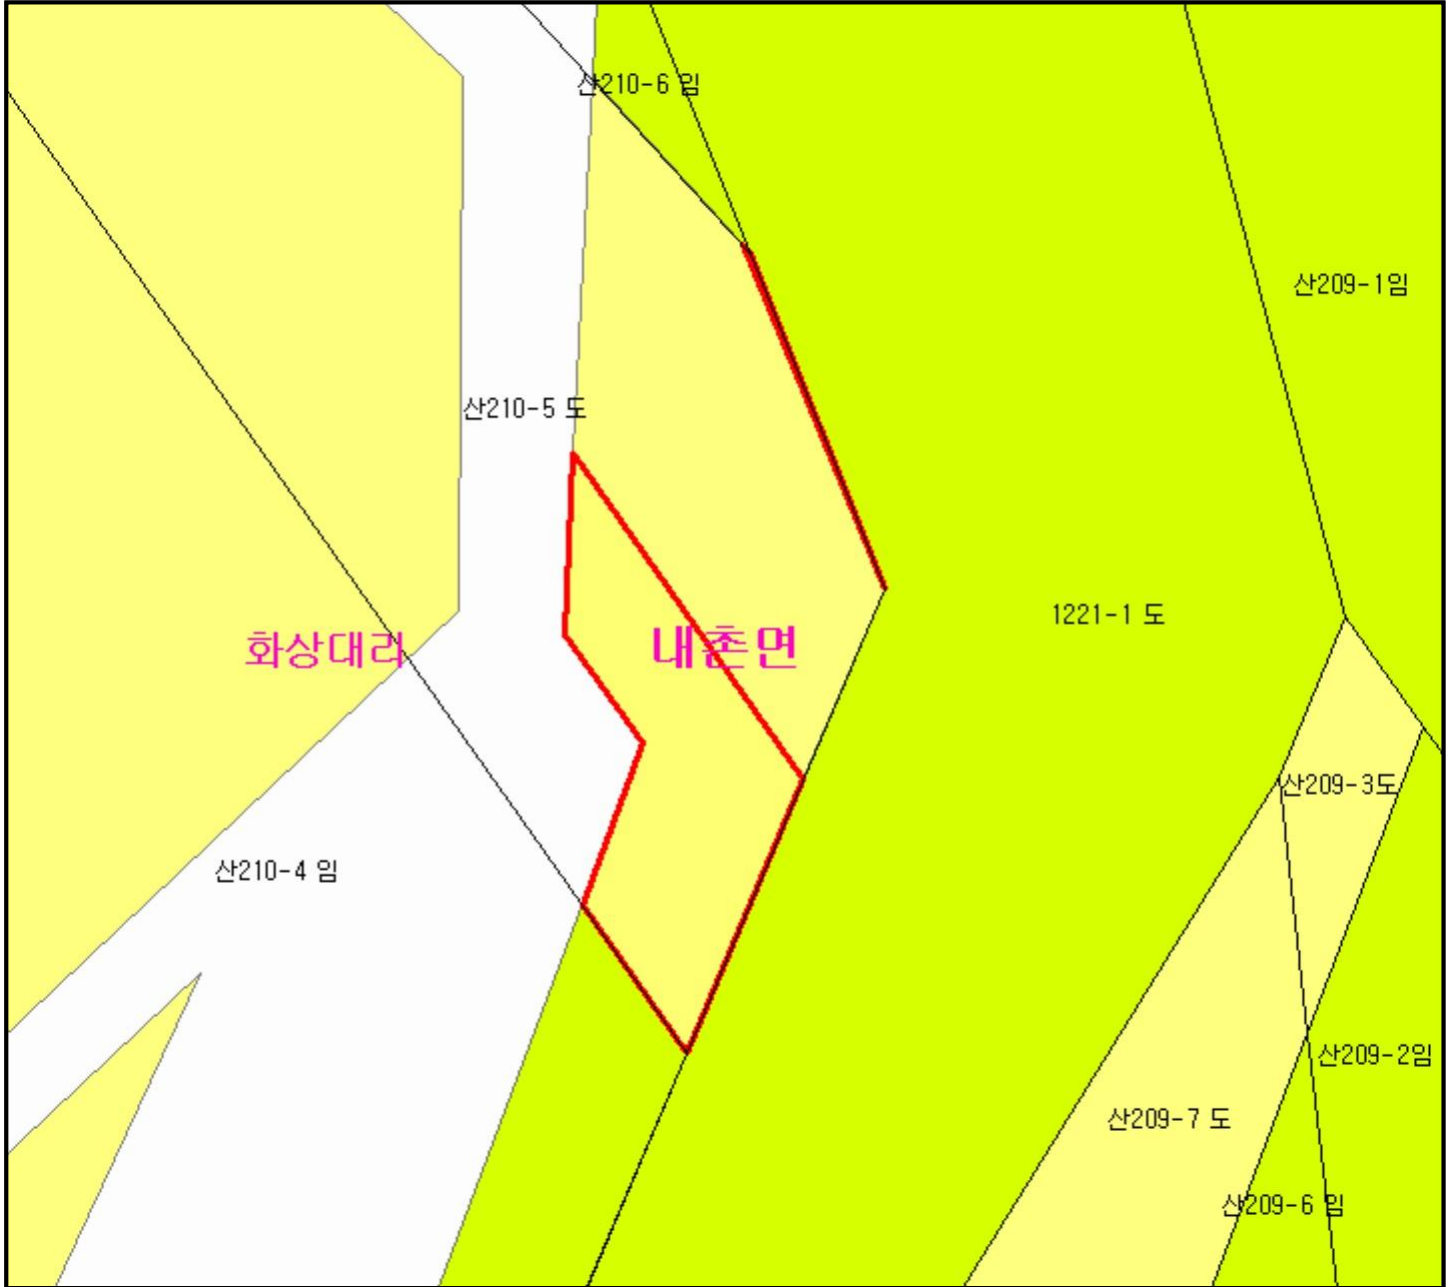 산210-6 임
산209-1임
산210-5 도
1221-1 도
화상대리
내촌면
산209-3도
산210-4 임
산209-2임
산209-7 도
산209-6 임